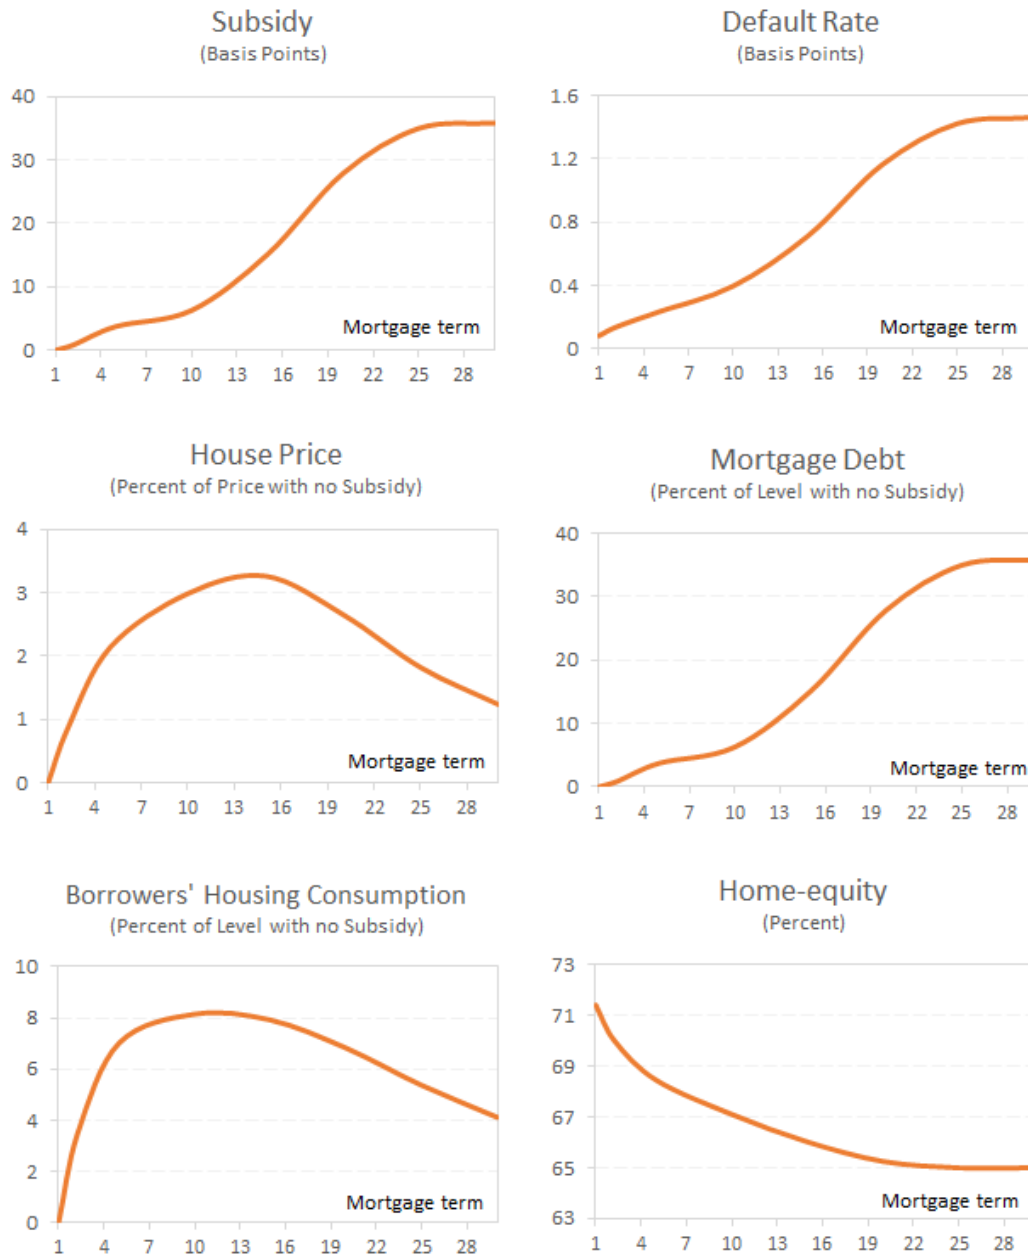 Subsidy
(Basis Points)
40
30
20
10
0
Mortgage term
1 4 7 10 13 16 19 22 25 28
Default Rate
(Basis Points)
1.6
1.2
0.8
0.4
0
Mortgage term
1 4 7 10 13 16 19 22 25 28
House Price
(Percent of Price with no Subsidy)
4
3
2
1
0
Mortgage term
1 4 7 10 13 16 19 22 25 28
Mortgage Debt
(Percent of Level with no Subsidy)
40
30
20
10
0
Mortgage term
1 4 7 10 13 16 19 22 25 28
Borrowers' Housing Consumption
(Percent of Level with no Subsidy)
10
8
6
4
2
0
Mortgage term
1 4 7 10 13 16 19 22 25 28
Home-equity
(Percent)
73
71
69
67
65
63
Mortgage term
1 4 7 10 13 16 19 22 25 28